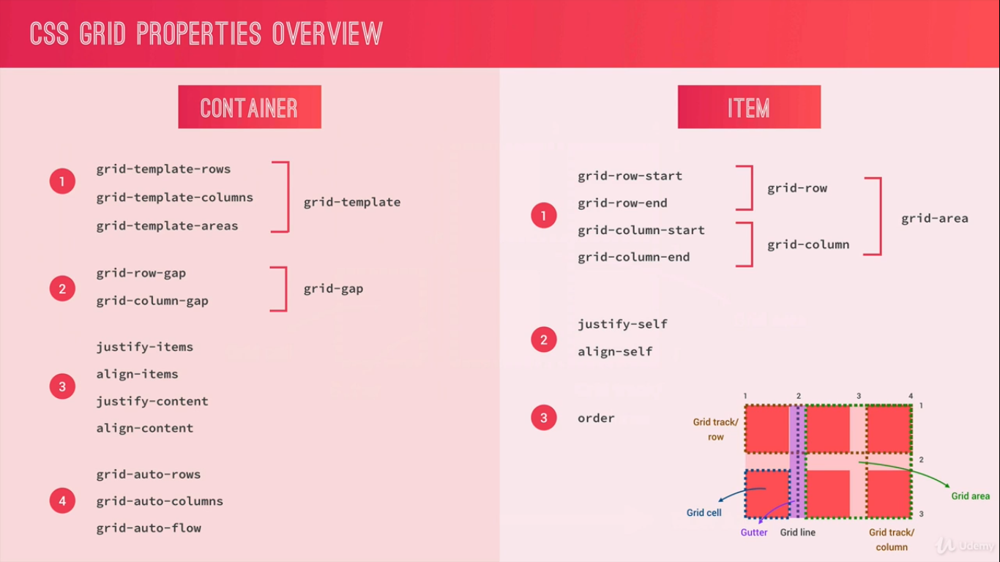 CSS GRID PROPERTIES OVERVIEW
CONTAINER
1
grid-template-rows
grid-template-columns
grid-template-areas
grid-template
2
grid-row-gap
grid-column-gap
grid-gap
3
justify-items
align-items
justify-content
align-content
4
grid-auto-rows
grid-auto-columns
grid-auto-flow
ITEM
1
grid-row-start
grid-row-end
grid-column-start
grid-column-end
grid-row
grid-column
grid-area
2
justify-self
align-self
3
order
1 2 3 4
1
2
3
Grid track/
row
Grid cell
Gutter
Grid line
Grid track/
column
Grid area
Udemy